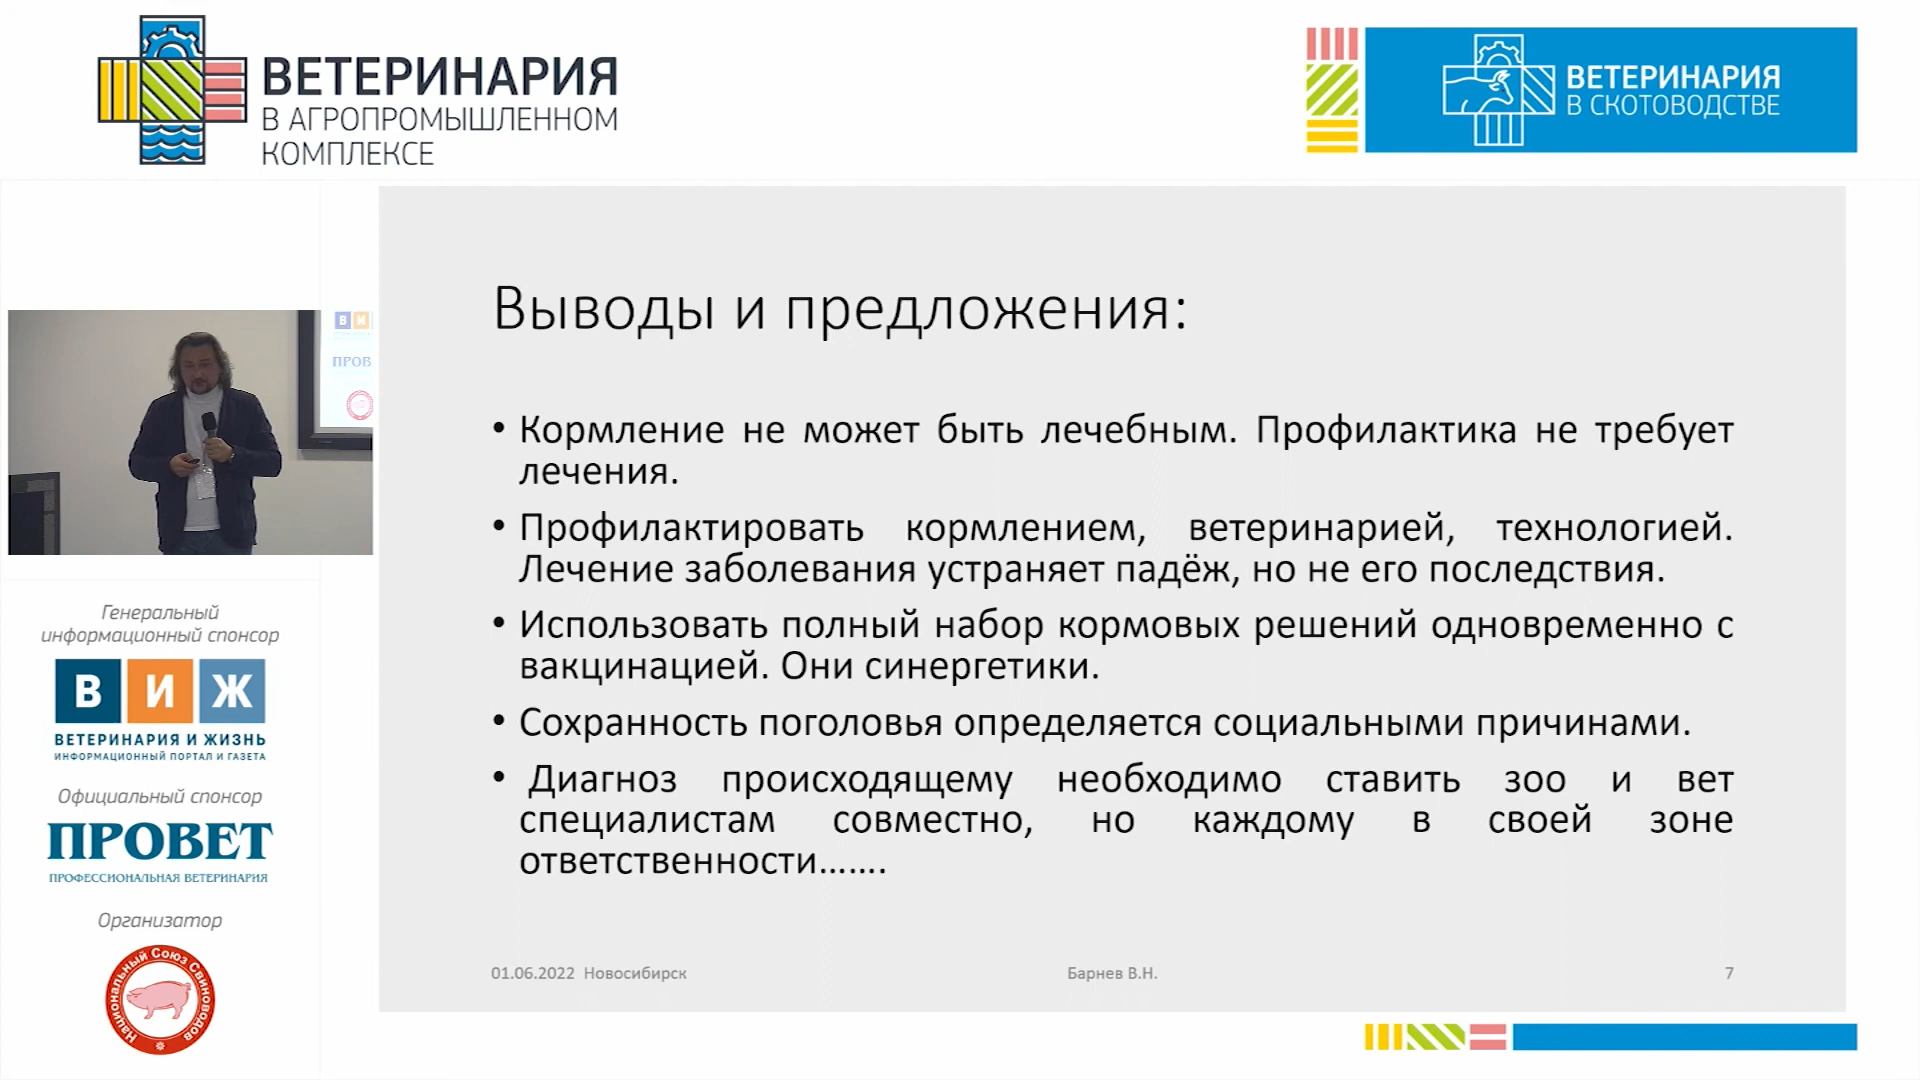 ВЕТЕРИНАРИЯ
В АГРОПРОМЫШЛЕННОМ
КОМПЛЕКСЕ
ВЕТЕРИНАРИЯ
В СКОТОВОДСТВЕ
В И
ПРОВ
Генеральный
информационный спонсор
В И Ж
ВЕТЕРИНАРИЯ И ЖИЗНЬ
ИНФОРМАЦИОННЫЙ ПОРТАЛ И ГАЗЕТА
Официальный спонсор
ПРОВЕТ
ПРОФЕССИОНАЛЬНАЯ ВЕТЕРИНАРИЯ
Организатор
Национальный Союз Свиноводов
Выводы и предложения:
• Кормление не может быть лечебным. Профилактика не требует
лечения.
• Профилактировать кормлением, ветеринарией, технологией.
Лечение заболевания устраняет падёж, но не его последствия.
• Использовать полный набор кормовых решений одновременно с
вакцинацией. Они синергетики.
• Сохранность поголовья определяется социальными причинами.
• Диагноз происходящему необходимо ставить зоо и вет
специалистам совместно, но каждому в своей зоне
ответственности…….
01.06.2022 Новосибирск
Барнев В.Н.
7